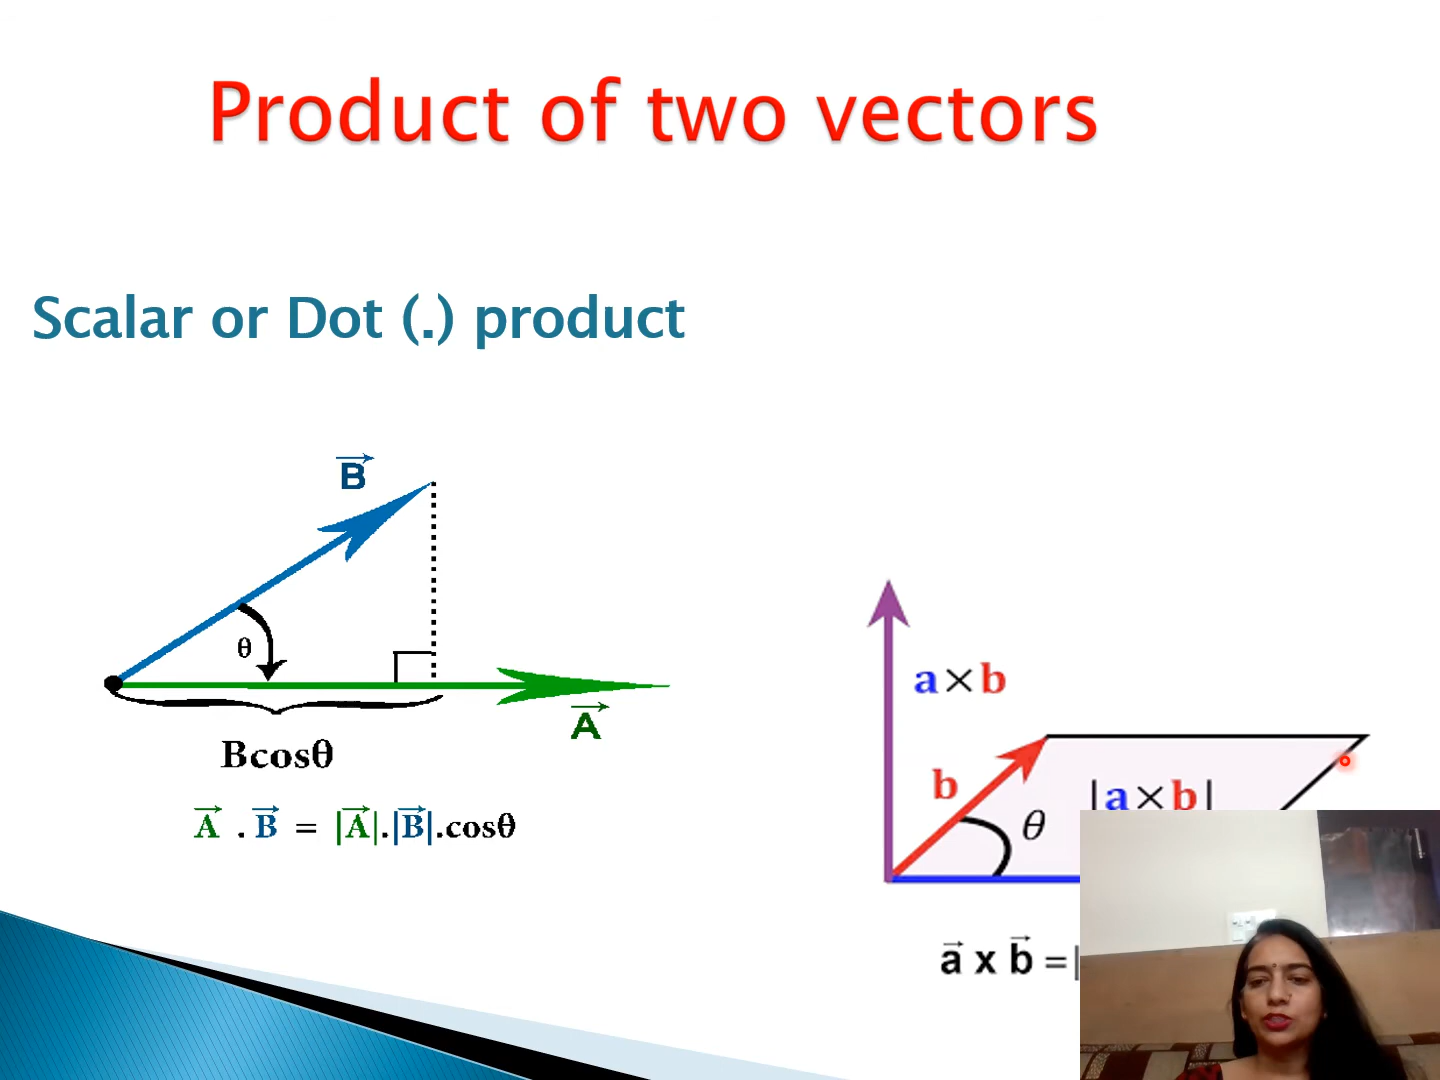 Product of two vectors
Scalar or Dot (.) product
B⃗
θ
A⃗
Bcosθ
A⃗ . B⃗ = |A⃗|.|B⃗|.cosθ
a×b
b
θ
|a×b|
a⃗ x b⃗ =|